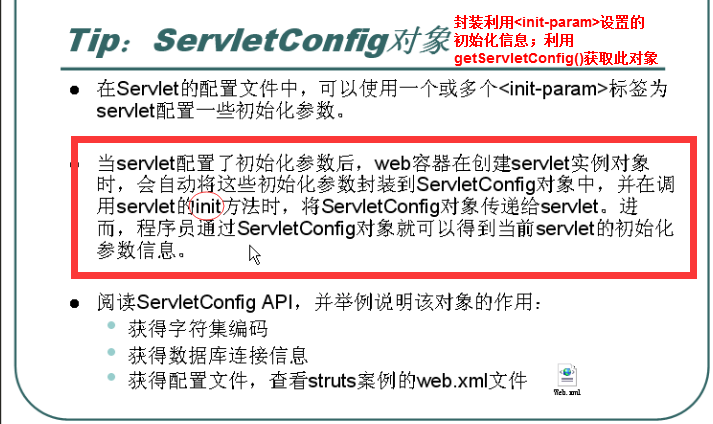 Tip：ServletConfig对象
封装利用<init-param>设置的
初始化信息；利用
getServletConfig()获取此对象
在Servlet的配置文件中，可以使用一个或多个<init-param>标签为
servlet配置一些初始化参数。
当servlet配置了初始化参数后，web容器在创建servlet实例对象
时，会自动将这些初始化参数封装到ServletConfig对象中，并在调
用servlet的init方法时，将ServletConfig对象传递给servlet。进
而，程序员通过ServletConfig对象就可以得到当前servlet的初始化
参数信息。
阅读ServletConfig API，并举例说明该对象的作用：
获得字符集编码
获得数据库连接信息
获得配置文件，查看struts案例的web.xml文件
Web.xml